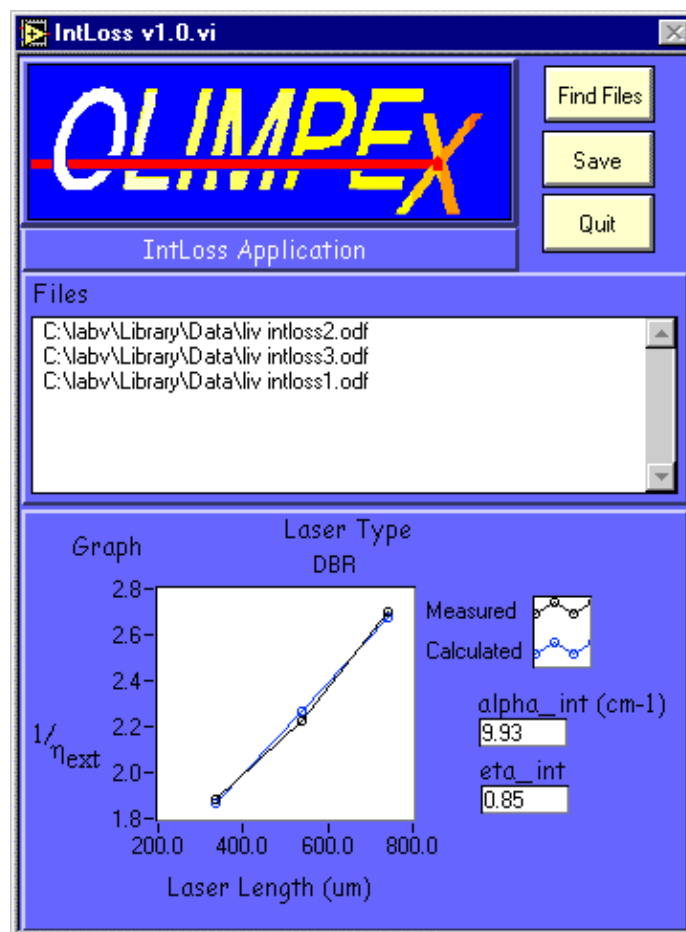 IntLoss v1.0.vi
OLIMPEX
Find Files
Save
Quit
IntLoss Application
Files
C:\labv\Library\Data\liv intloss2.odf
C:\labv\Library\Data\liv intloss3.odf
C:\labv\Library\Data\liv intloss1.odf
Laser Type
Graph
DBR
2.8
2.6
2.4
2.2
2.0
1.8
1/ηext
200.0 400.0 600.0 800.0
Laser Length (um)
Measured
Calculated
alpha_int (cm-1)
9.93
eta_int
0.85